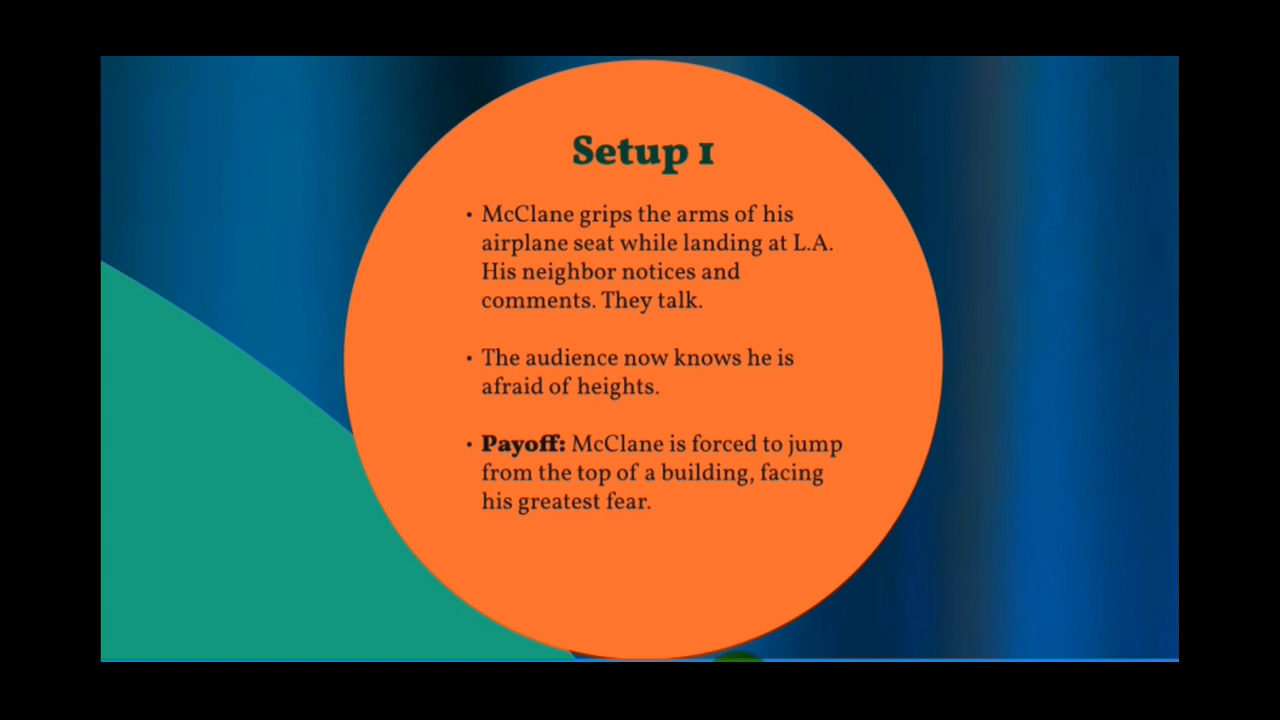 Setup 1
• McClane grips the arms of his
airplane seat while landing at L.A.
His neighbor notices and
comments. They talk.
• The audience now knows he is
afraid of heights.
• Payoff: McClane is forced to jump
from the top of a building, facing
his greatest fear.